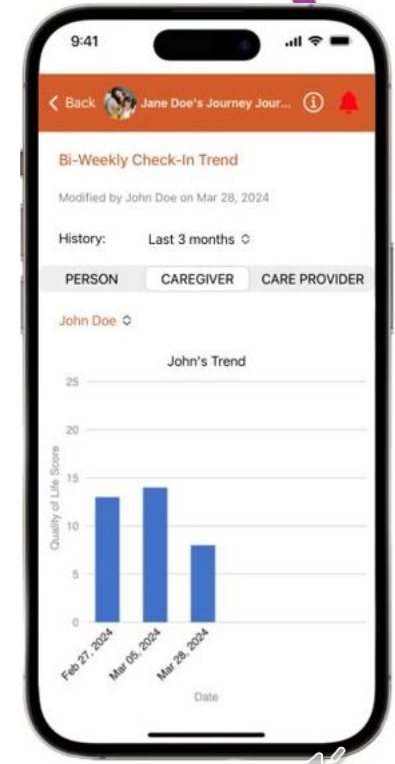 9:41
Back Jane Doe's Journey Jour...
Bi-Weekly Check-In Trend
Modified by John Doe on Mar 28, 2024
History: Last 3 months
PERSON CAREGIVER CARE PROVIDER
John Doe
John's Trend
25
20
15
10
5
0
Quality of Life Score
Feb 27, 2024 Mar 05, 2024 Mar 28, 2024
Date